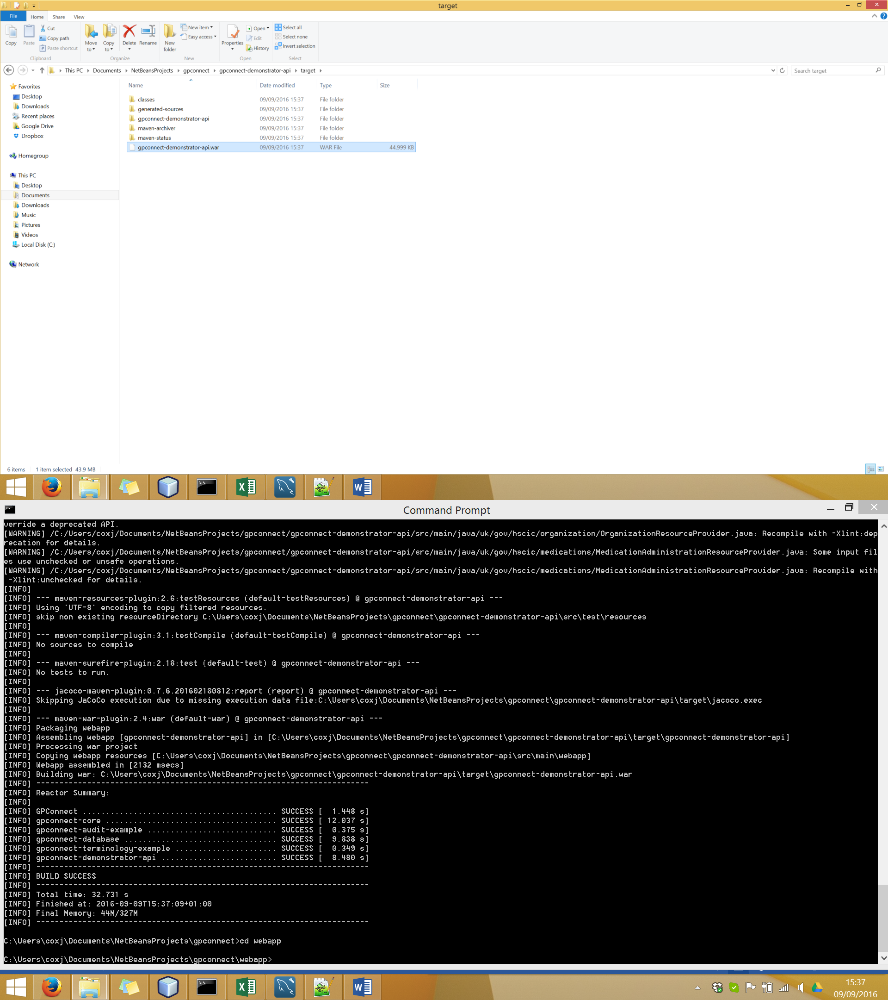 target
File Home Share View
Copy
Paste
Cut
Copy path
Paste shortcut
Clipboard
Move to
Copy to
Delete
Rename
Organize
New folder
New item
Easy access
New
Properties
Open
Edit
History
Open
Select all
Select none
Invert selection
Select
This PC Documents NetBeansProjects gpconnect gpconnect-demonstrator-api target
Search target
Favorites
Desktop
Downloads
Recent places
Google Drive
Dropbox
Homegroup
This PC
Desktop
Documents
Downloads
Music
Pictures
Videos
Local Disk (C:)
Network
Name Date modified Type Size
classes 09/09/2016 15:37 File folder
generated-sources 09/09/2016 15:37 File folder
gpconnect-demonstrator-api 09/09/2016 15:37 File folder
maven-archiver 09/09/2016 15:37 File folder
maven-status 09/09/2016 15:37 File folder
gpconnect-demonstrator-api.war 09/09/2016 15:37 WAR File 44,999 KB
6 items 1 item selected 43.9 MB
Command Prompt
verride a deprecated API.
[WARNING] /C:/Users/coxj/Documents/NetBeansProjects/gpconnect/gpconnect-demonstrator-api/src/main/java/uk/gov/hscic/organization/OrganizationResourceProvider.java: Recompile with -Xlint:dep
recation for details.
[WARNING] /C:/Users/coxj/Documents/NetBeansProjects/gpconnect/gpconnect-demonstrator-api/src/main/java/uk/gov/hscic/medications/MedicationAdministrationResourceProvider.java: Some input fil
es use unchecked or unsafe operations.
[WARNING] /C:/Users/coxj/Documents/NetBeansProjects/gpconnect/gpconnect-demonstrator-api/src/main/java/uk/gov/hscic/medications/MedicationAdministrationResourceProvider.java: Recompile with
 -Xlint:unchecked for details.
[INFO]
[INFO] --- maven-resources-plugin:2.6:testResources (default-testResources) @ gpconnect-demonstrator-api ---
[INFO] Using 'UTF-8' encoding to copy filtered resources.
[INFO] skip non existing resourceDirectory C:\Users\coxj\Documents\NetBeansProjects\gpconnect\gpconnect-demonstrator-api\src\test\resources
[INFO]
[INFO] --- maven-compiler-plugin:3.1:testCompile (default-testCompile) @ gpconnect-demonstrator-api ---
[INFO] No sources to compile
[INFO]
[INFO] --- maven-surefire-plugin:2.18:test (default-test) @ gpconnect-demonstrator-api ---
[INFO] No tests to run.
[INFO]
[INFO] --- jacoco-maven-plugin:0.7.6.201602180812:report (report) @ gpconnect-demonstrator-api ---
[INFO] Skipping JaCoCo execution due to missing execution data file:C:\Users\coxj\Documents\NetBeansProjects\gpconnect\gpconnect-demonstrator-api\target\jacoco.exec
[INFO]
[INFO] --- maven-war-plugin:2.4:war (default-war) @ gpconnect-demonstrator-api ---
[INFO] Packaging webapp
[INFO] Assembling webapp [gpconnect-demonstrator-api] in [C:\Users\coxj\Documents\NetBeansProjects\gpconnect\gpconnect-demonstrator-api\target\gpconnect-demonstrator-api]
[INFO] Processing war project
[INFO] Copying webapp resources [C:\Users\coxj\Documents\NetBeansProjects\gpconnect\gpconnect-demonstrator-api\src\main\webapp]
[INFO] Webapp assembled in [2132 msecs]
[INFO] Building war: C:\Users\coxj\Documents\NetBeansProjects\gpconnect\gpconnect-demonstrator-api\target\gpconnect-demonstrator-api.war
[INFO] ------------------------------------------------------------------------
[INFO] Reactor Summary:
[INFO]
[INFO] GPConnect .......................................... SUCCESS [  1.448 s]
[INFO] gpconnect-core ..................................... SUCCESS [ 12.037 s]
[INFO] gpconnect-audit-example ............................ SUCCESS [  0.375 s]
[INFO] gpconnect-database ................................. SUCCESS [  9.838 s]
[INFO] gpconnect-terminology-example ...................... SUCCESS [  0.349 s]
[INFO] gpconnect-demonstrator-api ......................... SUCCESS [  8.480 s]
[INFO] ------------------------------------------------------------------------
[INFO] BUILD SUCCESS
[INFO] ------------------------------------------------------------------------
[INFO] Total time: 32.731 s
[INFO] Finished at: 2016-09-09T15:37:09+01:00
[INFO] Final Memory: 44M/327M
[INFO] ------------------------------------------------------------------------
C:\Users\coxj\Documents\NetBeansProjects\gpconnect>cd webapp
C:\Users\coxj\Documents\NetBeansProjects\gpconnect\webapp>
15:37
09/09/2016